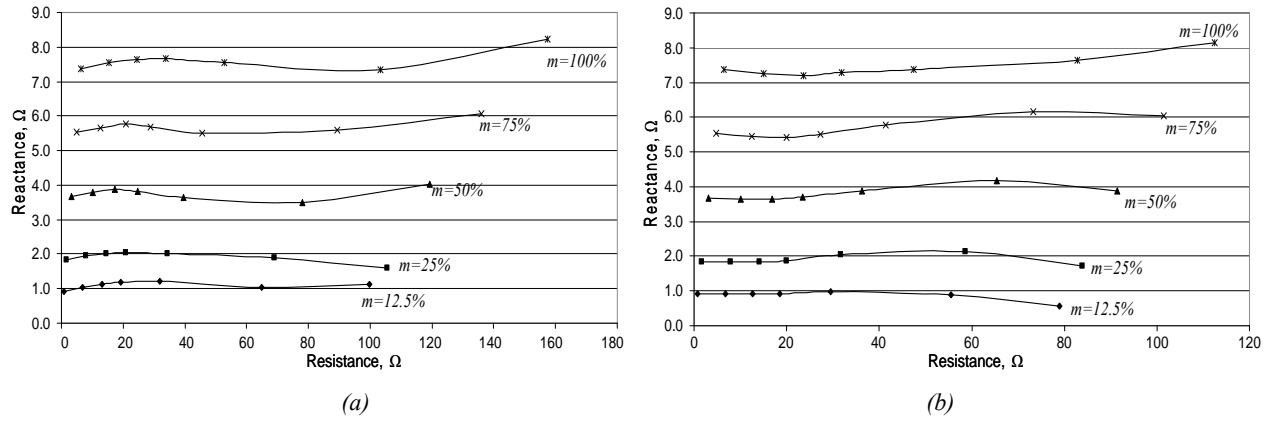 9.0
8.0
7.0
6.0
5.0
4.0
3.0
2.0
1.0
0.0
Reactance, Ω
m=100%
m=75%
m=50%
m=25%
m=12.5%
0 20 40 60 80 100 120 140 160 180
Resistance, Ω
(a)
9.0
8.0
7.0
6.0
5.0
4.0
3.0
2.0
1.0
0.0
Reactance, Ω
m=100%
m=75%
m=50%
m=25%
m=12.5%
0 20 40 60 80 100 120
Resistance, Ω
(b)